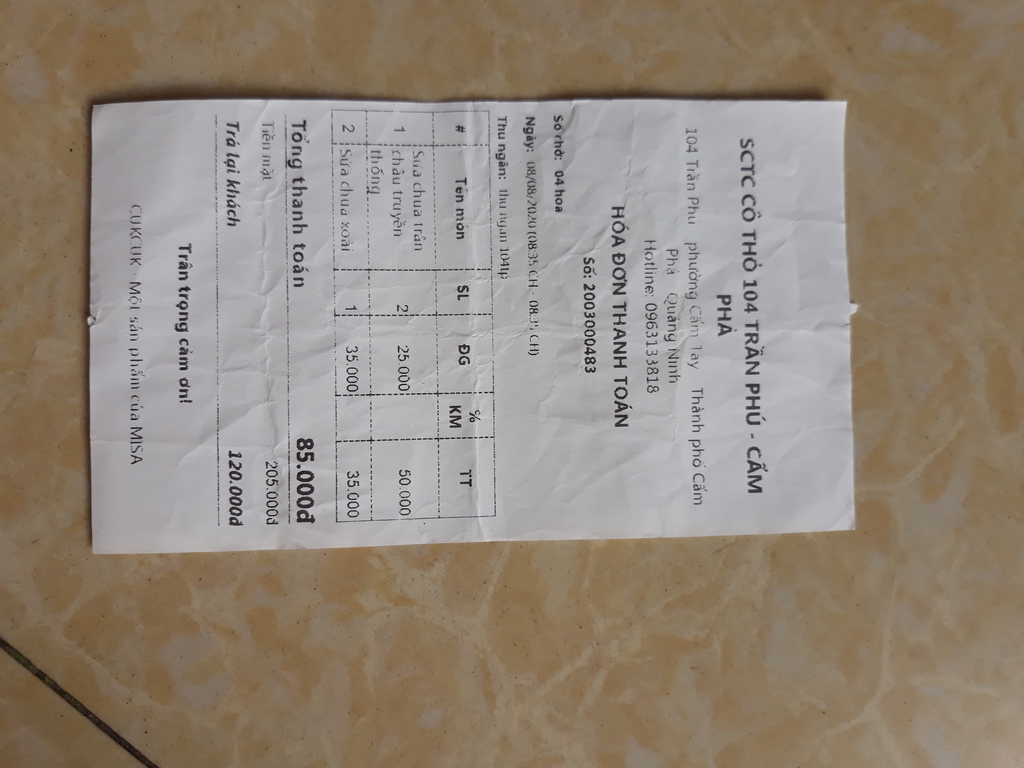 SCTC CÔ THỎ 104 TRẦN PHÚ - CẨM
PHẢ
104 Trần Phu phường Cẩm Tây Thành phố Cẩm
Phả Quảng Ninh
Hotline: 0963133818
HÓA ĐƠN THANH TOÁN
Số: 2003000483
Số chờ: 04 hoa
Ngày: 08/08/2020 (08:35 CH - 08:35 CH)
Thu ngân: thu ngan 104tp
# Tên món SL ĐG % KM TT
1 Sữa chua trân 2 25.000 50.000
châu truyền
thống
2 Sữa chua xoài 1 35.000 35.000
Tổng thanh toán 85.000đ
Tiền mặt 205.000đ
Trả lại khách 120.000đ
Trân trọng cảm ơn!
CUKCUK - Một sản phẩm của MISA